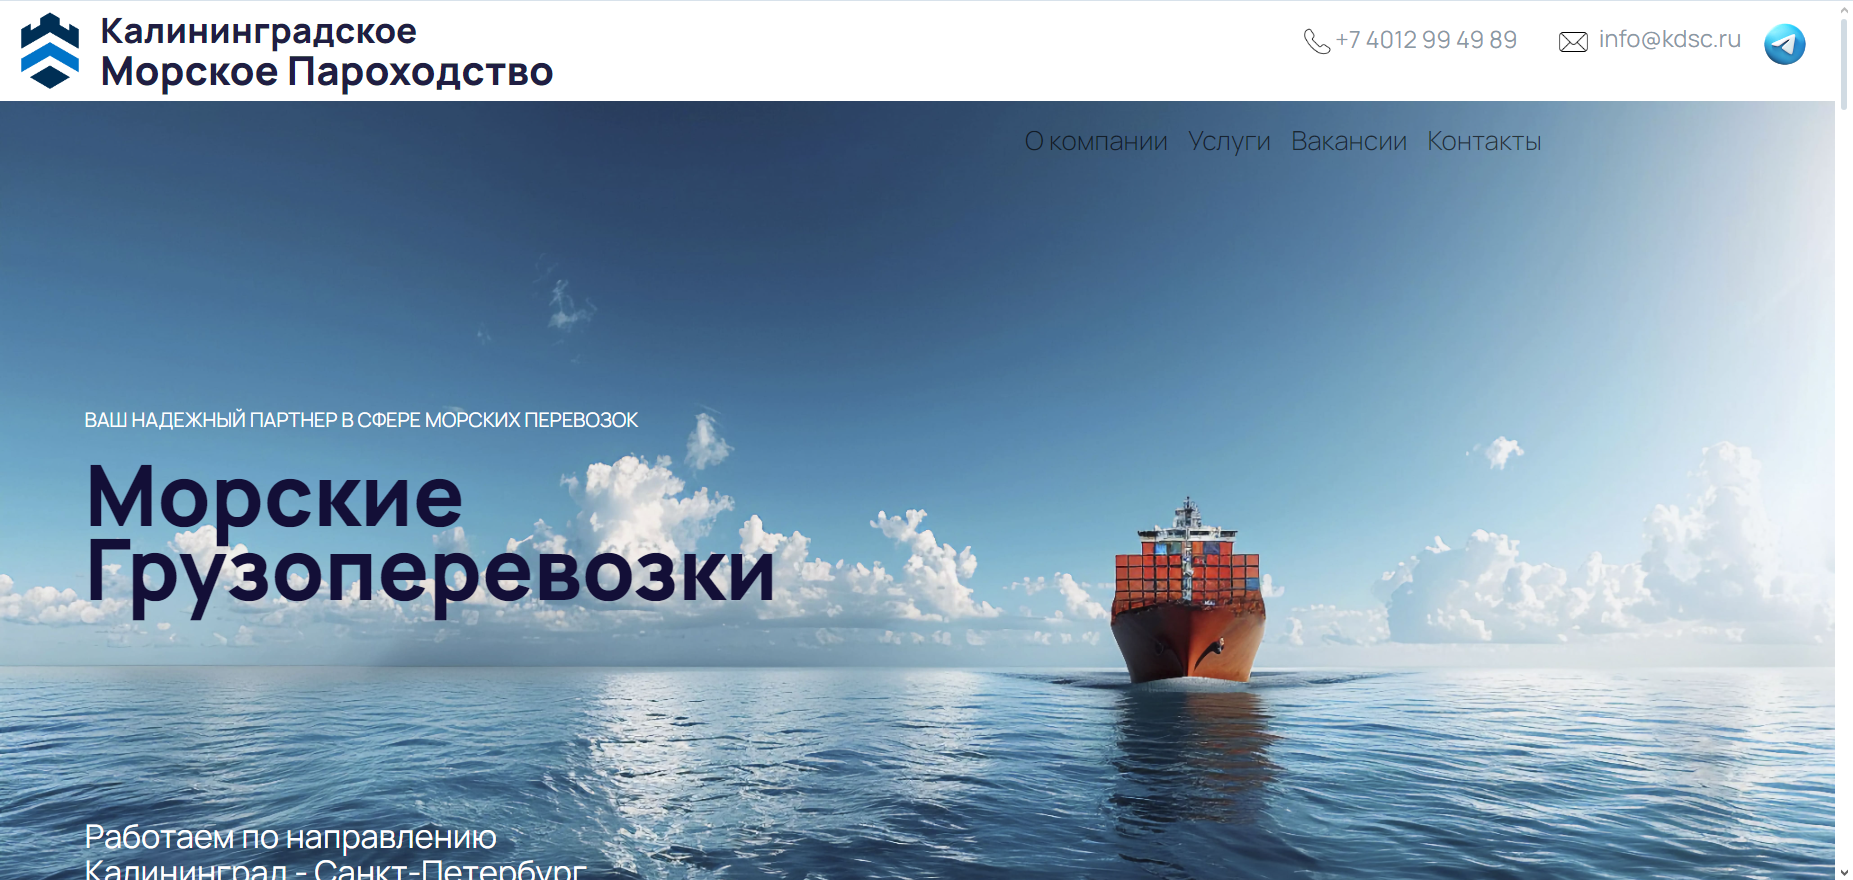 Калининградское
Морское Пароходство
+7 4012 99 49 89
info@kdsc.ru
О компании Услуги Вакансии Контакты
ВАШ НАДЕЖНЫЙ ПАРТНЕР В СФЕРЕ МОРСКИХ ПЕРЕВОЗОК
Морские
Грузоперевозки
Работаем по направлению
Калининград - Санкт-Петербург